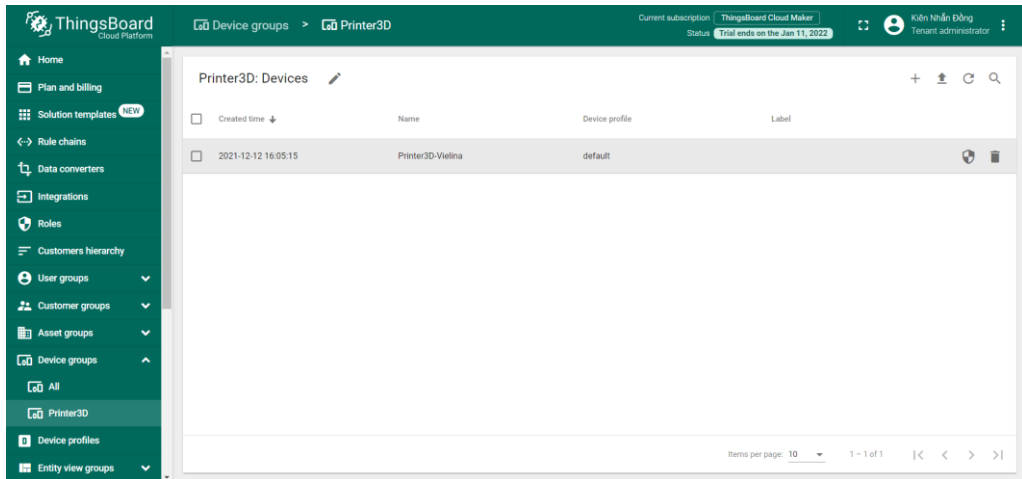 ThingsBoard
Cloud Platform
Device groups > Printer3D
Current subscription ThingsBoard Cloud Maker
Status Trial ends on the Jan 11, 2022
Kiên Nhẫn Đồng
Tenant administrator
Home
Plan and billing
Solution templates NEW
Rule chains
Data converters
Integrations
Roles
Customers hierarchy
User groups
Customer groups
Asset groups
Device groups
All
Printer3D
Device profiles
Entity view groups
Printer3D: Devices
Created time Name Device profile Label
2021-12-12 16:05:15 Printer3D-Vielina default
Items per page: 10 1 – 1 of 1